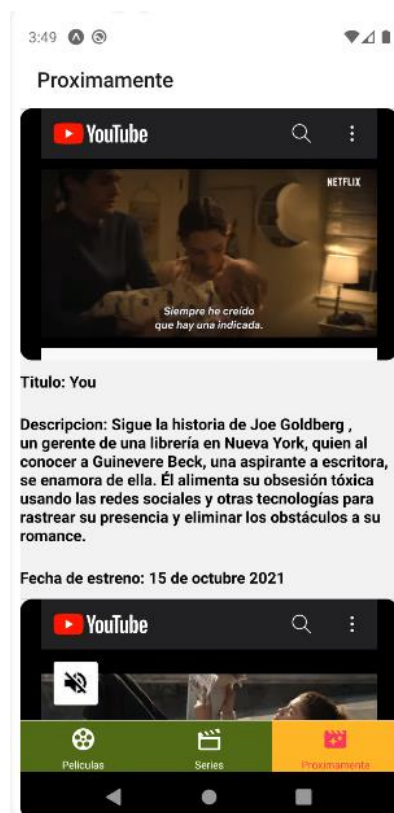 3:49
Proximamente
YouTube
NETFLIX
Siempre he creído
que hay una indicada.
Titulo: You
Descripcion: Sigue la historia de Joe Goldberg ,
un gerente de una librería en Nueva York, quien al
conocer a Guinevere Beck, una aspirante a escritora,
se enamora de ella. Él alimenta su obsesión tóxica
usando las redes sociales y otras tecnologías para
rastrear su presencia y eliminar los obstáculos a su
romance.
Fecha de estreno: 15 de octubre 2021
YouTube
Peliculas Series Proximamente